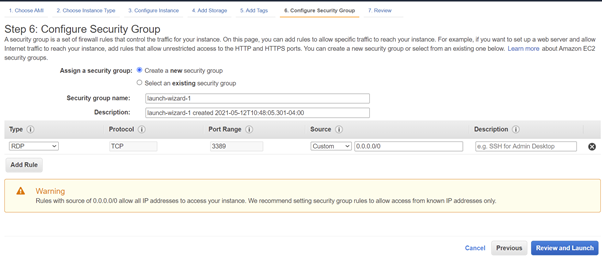 1. Choose AMI 2. Choose Instance Type 3. Configure Instance 4. Add Storage 5. Add Tags 6. Configure Security Group 7. Review
Step 6: Configure Security Group
A security group is a set of firewall rules that control the traffic for your instance. On this page, you can add rules to allow specific traffic to reach your instance. For example, if you want to set up a web server and allow
Internet traffic to reach your instance, add rules that allow unrestricted access to the HTTP and HTTPS ports. You can create a new security group or select from an existing one below. Learn more about Amazon EC2
security groups.
Assign a security group: Create a new security group
Select an existing security group
Security group name: launch-wizard-1
Description: launch-wizard-1 created 2021-05-12T10:48:05.301-04:00
Type Protocol Port Range Source Description
RDP TCP 3389 Custom 0.0.0.0/0 e.g. SSH for Admin Desktop
Add Rule
Warning
Rules with source of 0.0.0.0/0 allow all IP addresses to access your instance. We recommend setting security group rules to allow access from known IP addresses only.
Cancel Previous Review and Launch